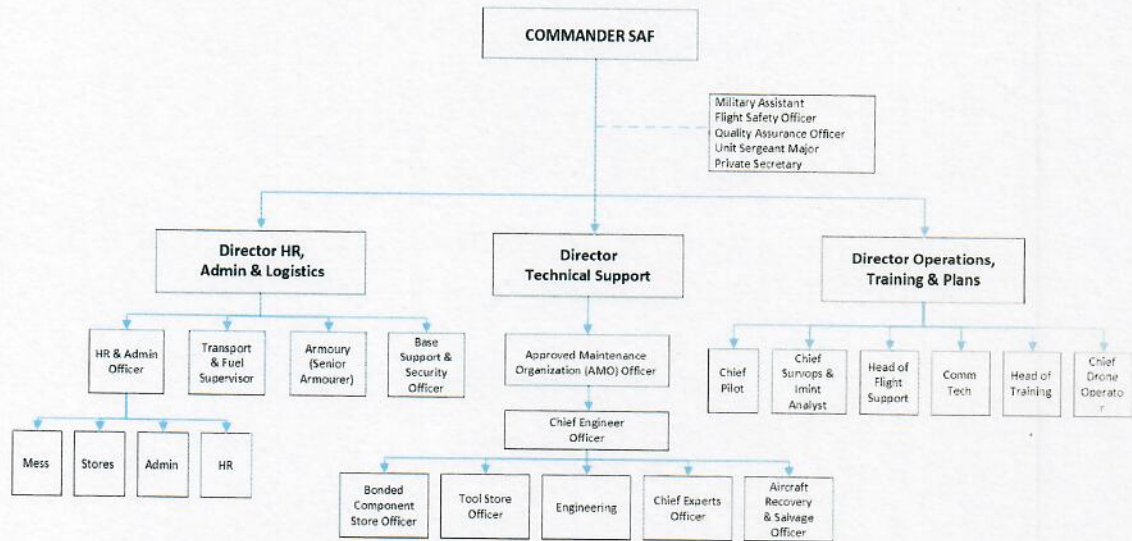 COMMANDER SAF
Military Assistant
Flight Safety Officer
Quality Assurance Officer
Unit Sergeant Major
Private Secretary
Director HR,
Admin & Logistics
Director
Technical Support
Director Operations,
Training & Plans
HR & Admin
Officer
Transport
& Fuel
Supervisor
Armoury
(Senior
Armourer)
Base
Support &
Security
Officer
Approved Maintenance
Organization (AMO) Officer
Chief
Pilot
Chief
Survops &
Imint
Analyst
Head of
Flight
Support
Comm
Tech
Head of
Training
Chief
Drone
Operato
r
Chief Engineer
Officer
Mess
Stores
Admin
HR
Bonded
Component
Store Officer
Tool Store
Officer
Engineering
Chief Experts
Officer
Aircraft
Recovery
& Salvage
Officer